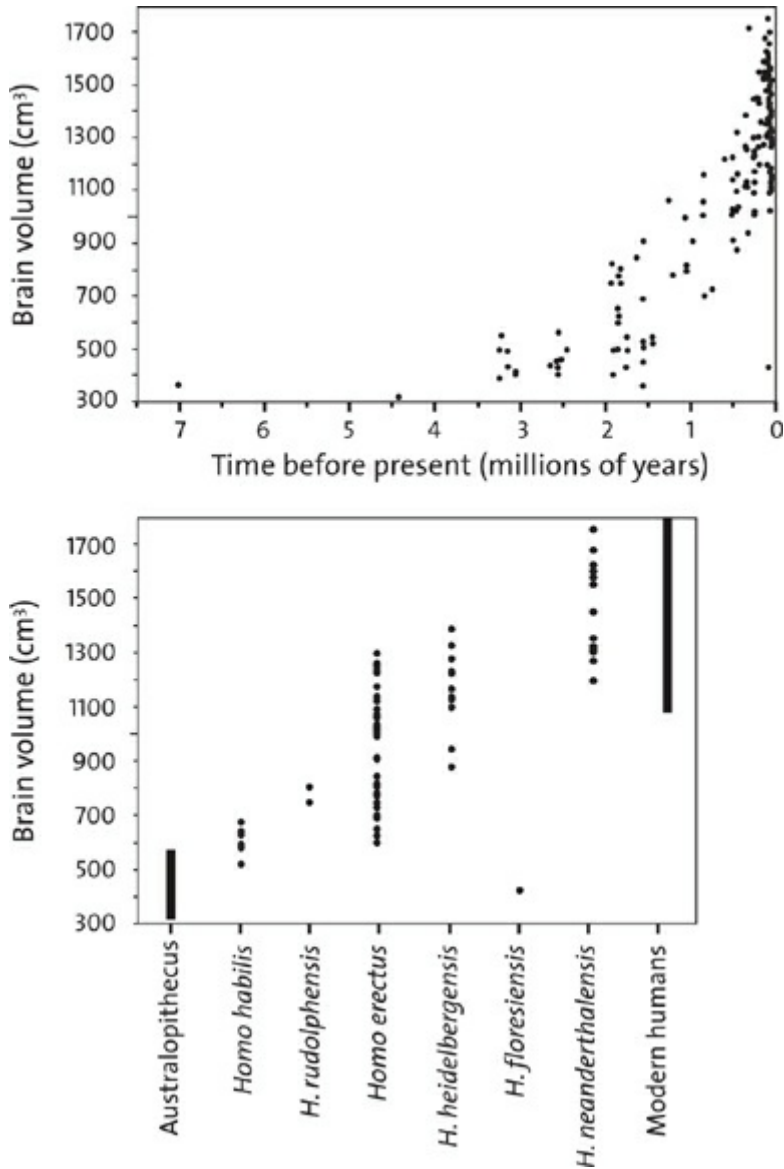 Brain volume (cm³)
1700
1500
1300
1100
900
700
500
300
7 6 5 4 3 2 1 0
Time before present (millions of years)
Brain volume (cm³)
1700
1500
1300
1100
900
700
500
300
Australopithecus
Homo habilis
H. rudolphensis
Homo erectus
H. heidelbergensis
H. floresiensis
H. neanderthalensis
Modern humans